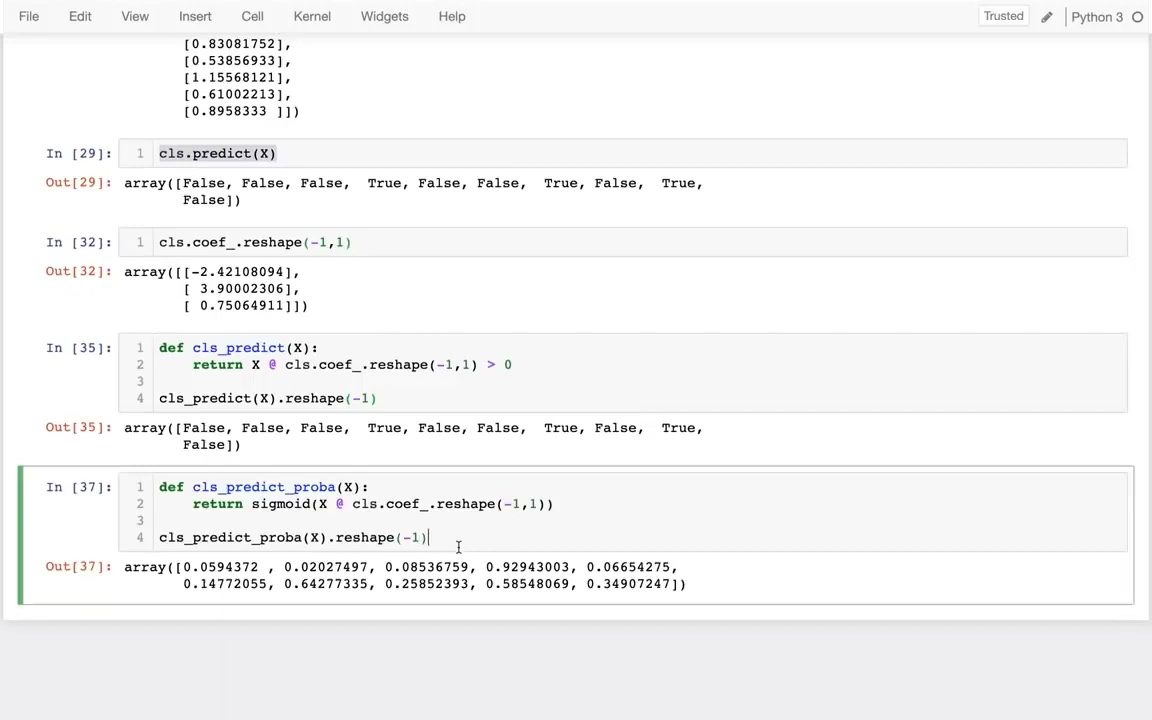 File Edit View Insert Cell Kernel Widgets Help Trusted Python 3
[0.83081752],
[0.53856933],
[1.15568121],
[0.61002213],
[0.8958333 ]])
In [29]: 1 cls.predict(X)
Out[29]: array([False, False, False,  True, False, False,  True, False,  True,
False])
In [32]: 1 cls.coef_.reshape(-1,1)
Out[32]: array([[-2.42108094],
[ 3.90002306],
[ 0.75064911]])
In [35]: 1 def cls_predict(X):
2 return X @ cls.coef_.reshape(-1,1) > 0
3
4 cls_predict(X).reshape(-1)
Out[35]: array([False, False, False,  True, False, False,  True, False,  True,
False])
In [37]: 1 def cls_predict_proba(X):
2 return sigmoid(X @ cls.coef_.reshape(-1,1))
3
4 cls_predict_proba(X).reshape(-1)
Out[37]: array([0.0594372 , 0.02027497, 0.08536759, 0.92943003, 0.06654275,
0.14772055, 0.64277335, 0.25852393, 0.58548069, 0.34907247])